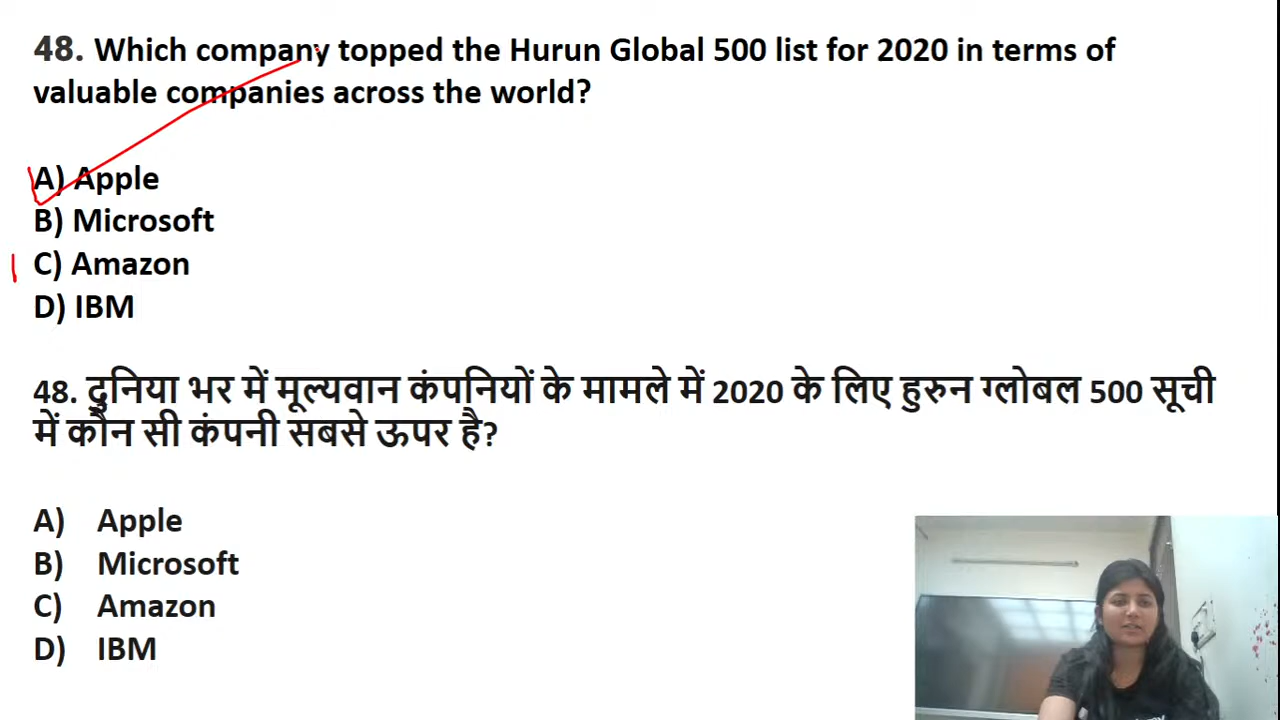 48. Which company topped the Hurun Global 500 list for 2020 in terms of
valuable companies across the world?
A) Apple
B) Microsoft
C) Amazon
D) IBM
48. दुनिया भर में मूल्यवान कंपनियों के मामले में 2020 के लिए हुरुन ग्लोबल 500 सूची
में कौन सी कंपनी सबसे ऊपर है?
A) Apple
B) Microsoft
C) Amazon
D) IBM